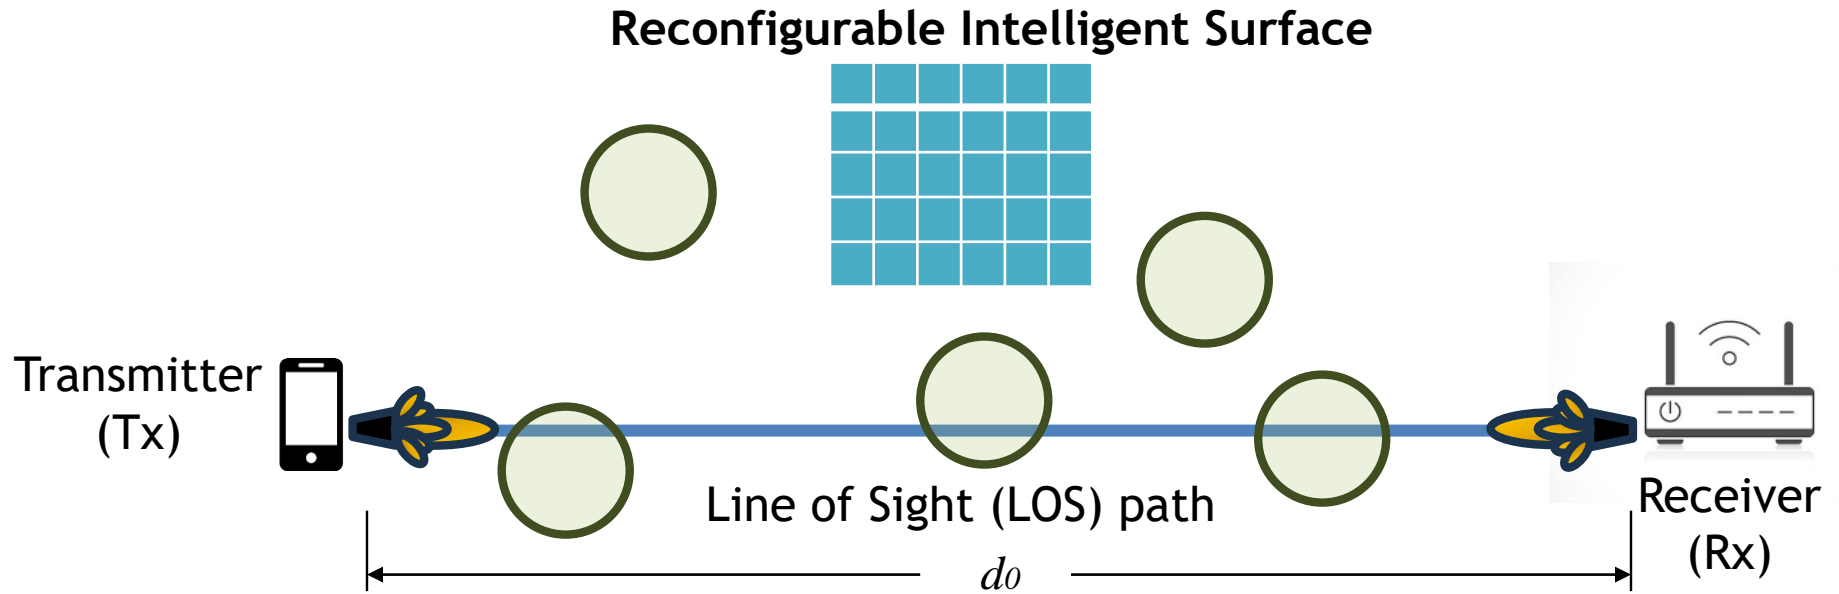 Reconfigurable Intelligent Surface
Transmitter
(Tx)
Line of Sight (LOS) path
Receiver
(Rx)
d0